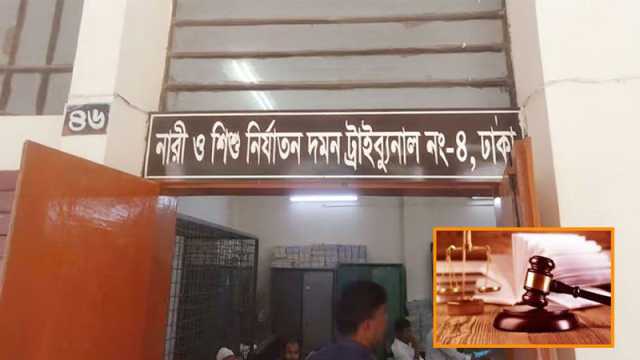 ৪৬
নারী ও শিশু নির্যাতন দমন ট্রাইব্যুনাল নং-৪, ঢাকা